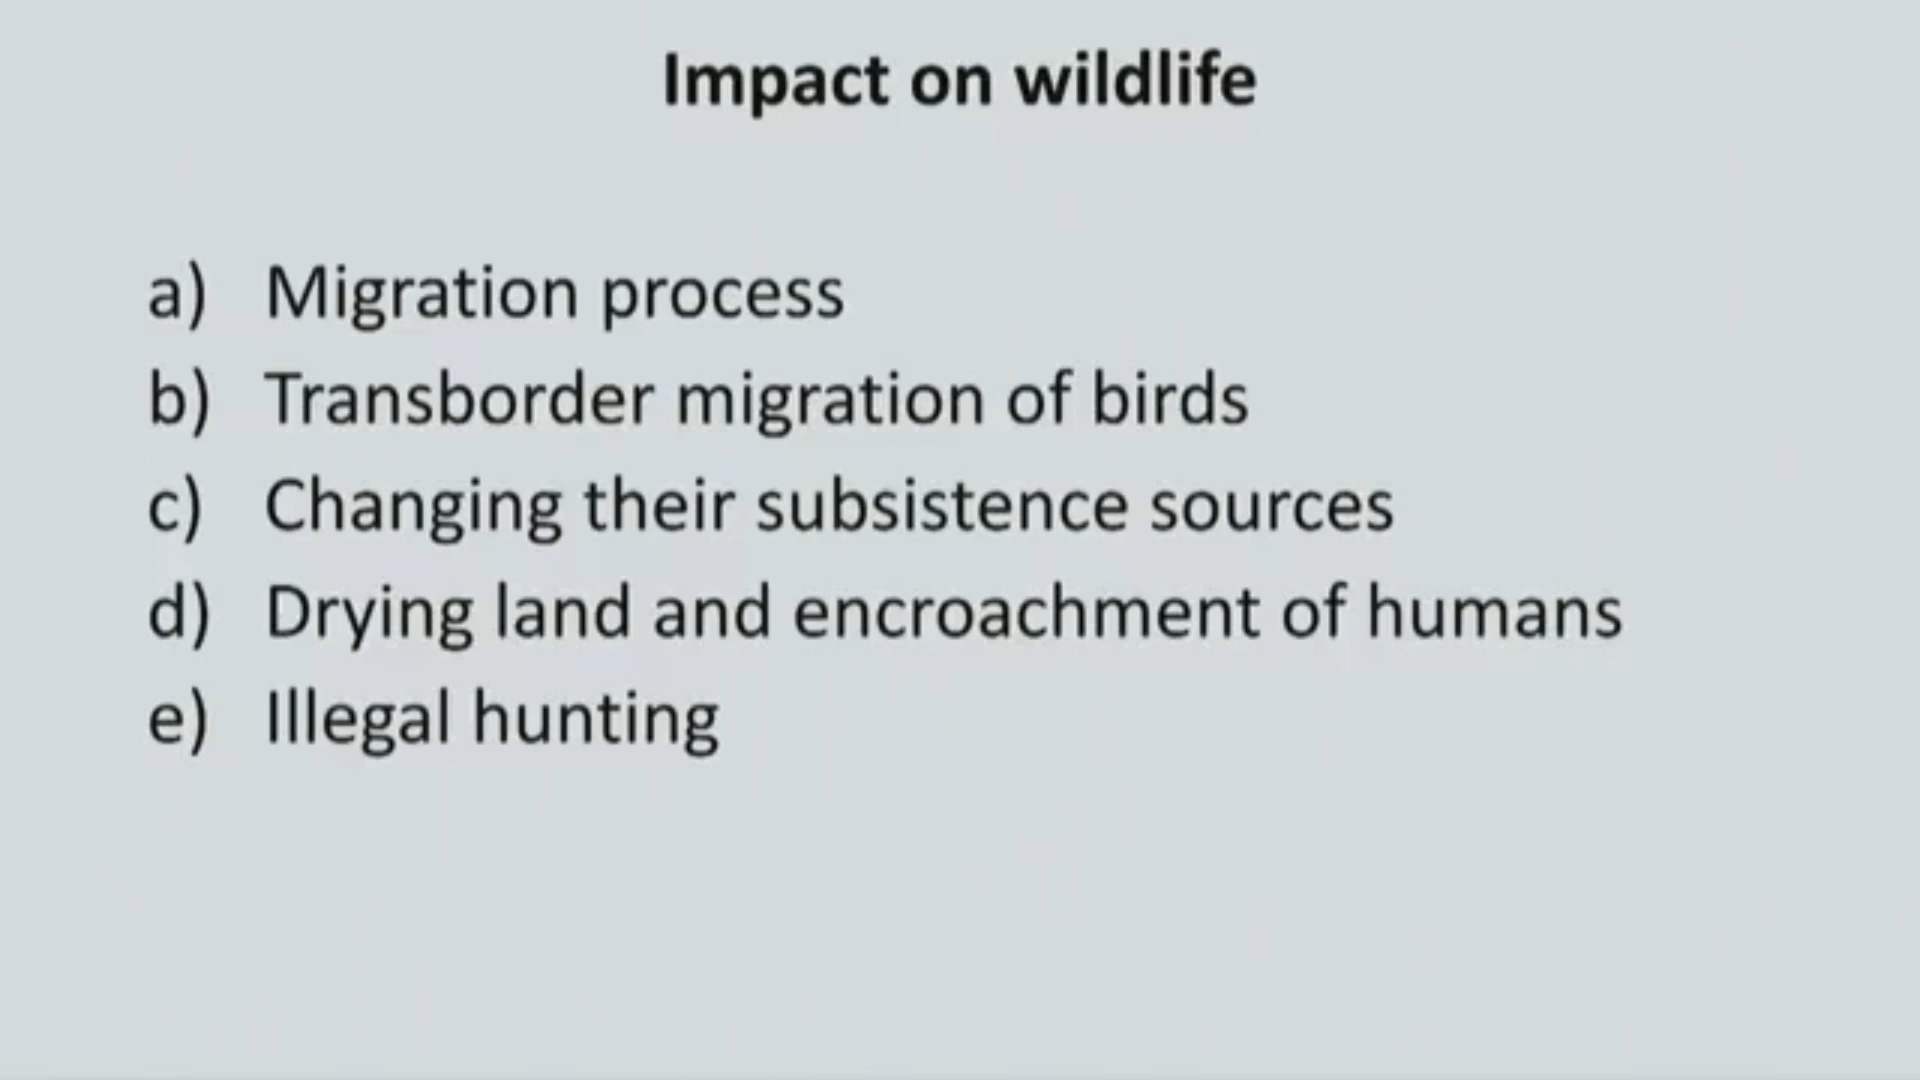 Impact on wildlife
a) Migration process
b) Transborder migration of birds
c) Changing their subsistence sources
d) Drying land and encroachment of humans
e) Illegal hunting